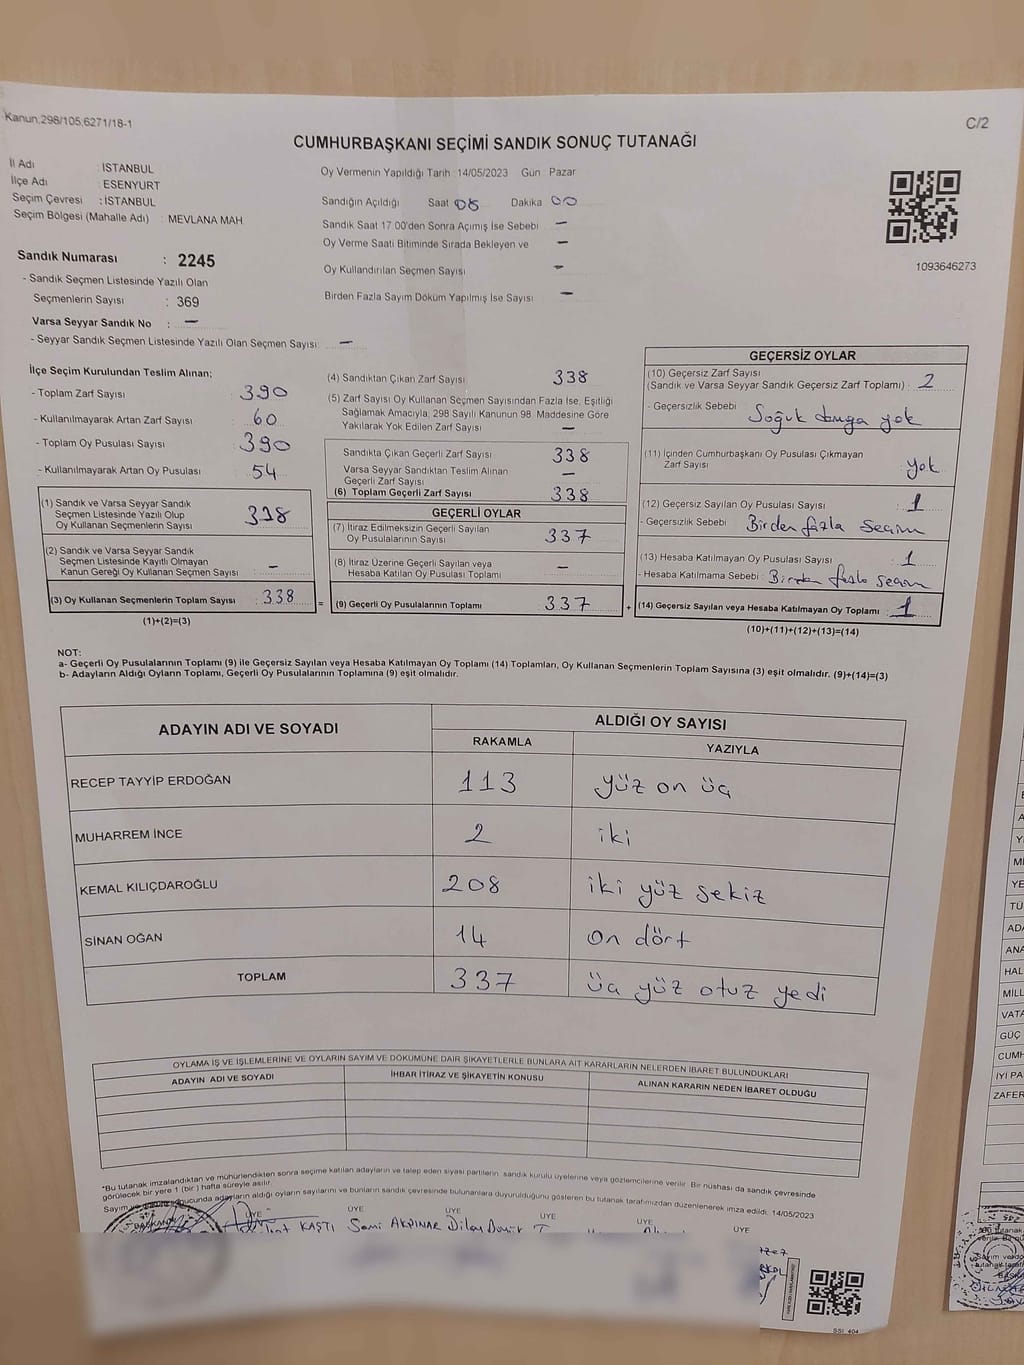 Kanun;298/105;6271/18-1
C/2
CUMHURBAŞKANI SEÇİMİ SANDIK SONUÇ TUTANAĞI
İl Adı : İSTANBUL
İlçe Adı : ESENYURT
Seçim Çevresi : İSTANBUL
Seçim Bölgesi (Mahalle Adı) : MEVLANA MAH
Sandık Numarası : 2245
- Sandık Seçmen Listesinde Yazılı Olan
Seçmenlerin Sayısı : 369
Varsa Seyyar Sandık No : —
- Seyyar Sandık Seçmen Listesinde Yazılı Olan Seçmen Sayısı: —
Oy Vermenin Yapıldığı Tarih 14/05/2023 Gün Pazar
Sandığın Açıldığı Saat 08 Dakika 00
Sandık Saat 17.00'den Sonra Açımış İse Sebebi —
Oy Verme Saati Bitiminde Sırada Bekleyen ve —
Oy Kullandırılan Seçmen Sayısı —
Birden Fazla Sayım Döküm Yapılmış İse Sayısı —
1093646273
İlçe Seçim Kurulundan Teslim Alınan;
- Toplam Zarf Sayısı : 390
- Kullanılmayarak Artan Zarf Sayısı : 60
- Toplam Oy Pusulası Sayısı : 390
- Kullanılmayarak Artan Oy Pusulası : 54
(1) Sandık ve Varsa Seyyar Sandık
Seçmen Listesinde Yazılı Olup
Oy Kullanan Seçmenlerin Sayısı : 338
(2) Sandık ve Varsa Seyyar Sandık
Seçmen Listesinde Kayıtlı Olmayan
Kanun Gereği Oy Kullanan Seçmen Sayısı : —
(3) Oy Kullanan Seçmenlerin Toplam Sayısı : 338
(1)+(2)=(3)
=
(4) Sandıktan Çıkan Zarf Sayısı 338
(5) Zarf Sayısı Oy Kullanan Seçmen Sayısından Fazla İse, Eşitliği
Sağlamak Amacıyla; 298 Sayılı Kanunun 98. Maddesine Göre
Yakılarak Yok Edilen Zarf Sayısı —
Sandıkta Çıkan Geçerli Zarf Sayısı 338
Varsa Seyyar Sandıktan Teslim Alınan
Geçerli Zarf Sayısı —
(6) Toplam Geçerli Zarf Sayısı 338
GEÇERLİ OYLAR
(7) İtiraz Edilmeksizin Geçerli Sayılan
Oy Pusulalarının Sayısı 337
(8) İtiraz Üzerine Geçerli Sayılan veya
Hesaba Katılan Oy Pusulası Toplamı —
(9) Geçerli Oy Pusulalarının Toplamı 337
+
GEÇERSİZ OYLAR
(10) Geçersiz Zarf Sayısı
(Sandık ve Varsa Seyyar Sandık Geçersiz Zarf Toplamı) : 2
- Geçersizlik Sebebi Soğuk damga yok
(11) İçinden Cumhurbaşkanı Oy Pusulası Çıkmayan
Zarf Sayısı yok
(12) Geçersiz Sayılan Oy Pusulası Sayısı : 1
- Geçersizlik Sebebi Birden fazla seçim
(13) Hesaba Katılmayan Oy Pusulası Sayısı : 1
- Hesaba Katılmama Sebebi : Birden fazla seçim
(14) Geçersiz Sayılan veya Hesaba Katılmayan Oy Toplamı : 1
(10)+(11)+(12)+(13)=(14)
NOT:
a- Geçerli Oy Pusulalarının Toplamı (9) ile Geçersiz Sayılan veya Hesaba Katılmayan Oy Toplamı (14) Toplamları, Oy Kullanan Seçmenlerin Toplam Sayısına (3) eşit olmalıdır. (9)+(14)=(3)
b- Adayların Aldığı Oyların Toplamı, Geçerli Oy Pusulalarının Toplamına (9) eşit olmalıdır.
ADAYIN ADI VE SOYADI
ALDIĞI OY SAYISI
RAKAMLA YAZIYLA
RECEP TAYYİP ERDOĞAN 113 yüz on üç
MUHARREM İNCE 2 iki
KEMAL KILIÇDAROĞLU 208 iki yüz sekiz
SİNAN OĞAN 14 on dört
TOPLAM 337 üç yüz otuz yedi
OYLAMA İŞ VE İŞLEMLERİNE VE OYLARIN SAYIM VE DÖKÜMÜNE DAİR ŞİKAYETLERLE BUNLARA AİT KARARLARIN NELERDEN İBARET BULUNDUKLARI
ADAYIN ADI VE SOYADI İHBAR İTİRAZ VE ŞİKAYETİN KONUSU ALINAN KARARIN NEDEN İBARET OLDUĞU
*Bu tutanak imzalandıktan ve mühürlendikten sonra seçime katılan adayların ve talep eden siyasi partilerin sandık kurulu üyelerine veya gözlemcilerine verilir. Bir nüshası da sandık çevresinde
görülecek bir yere 1 (bir) hafta süreyle asılır.
Sayım ve sonucunda adayların aldığı oyların sayılarını ve bunların sandık çevresinde bulunanlara duyurulduğunu gösteren bu tutanak tarafımızdan düzenlenerek imza edildi. 14/05/2023
BAŞKAN ÜYE ÜYE ÜYE ÜYE ÜYE ÜYE
KAŞTI Sami AKPINAR Dilay Demir
SSI 404
HAL
MİLL
VATA
GÜÇ
CUMH
İYİ PA
ZAFER